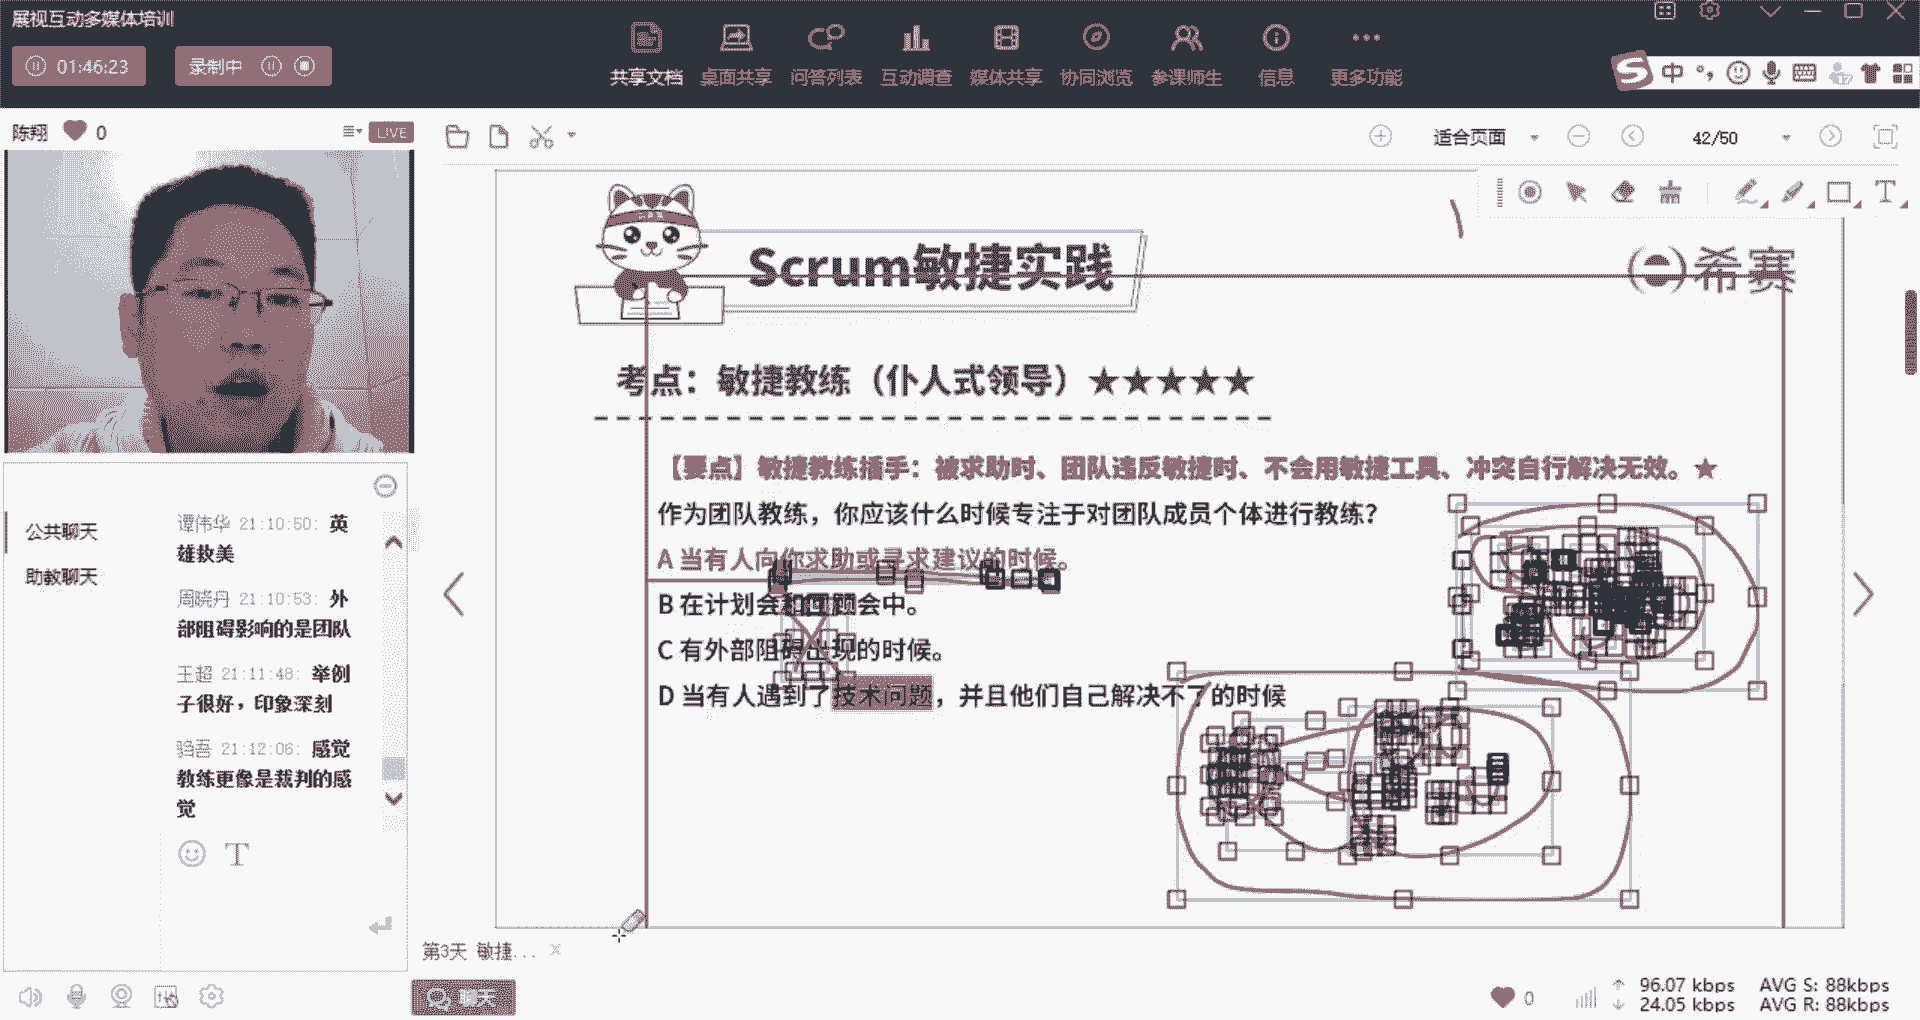 展视互动多媒体培训
01:46:23
录制中
共享文档 桌面共享 问答列表 互动调查 媒体共享 协同浏览 参课师生 信息 更多功能
中
陈翔 0
LIVE
适合页面
42/50
Scrum敏捷实践
希赛
考点：敏捷教练（仆人式领导）★★★★★
【要点】敏捷教练插手：被求助时、团队违反敏捷时、不会用敏捷工具、冲突自行解决无效。★
作为团队教练，你应该什么时候专注于对团队成员个体进行教练？
A 当有人向你求助或寻求建议的时候。
B 在计划会和回顾会中。
C 有外部阻碍出现的时候。
D 当有人遇到了技术问题，并且他们自己解决不了的时候
公共聊天
助教聊天
谭伟华 21:10:50: 英
雄救美
周晓丹 21:10:53: 外
部阻碍影响的是团队
王超 21:11:48: 举例
子很好，印象深刻
21:12:06: 感觉
教练更像是裁判的感
觉
第3天 敏捷...
聊天
0
96.07 kbps AVG S: 88kbps
24.05 kbps AVG R: 88kbps